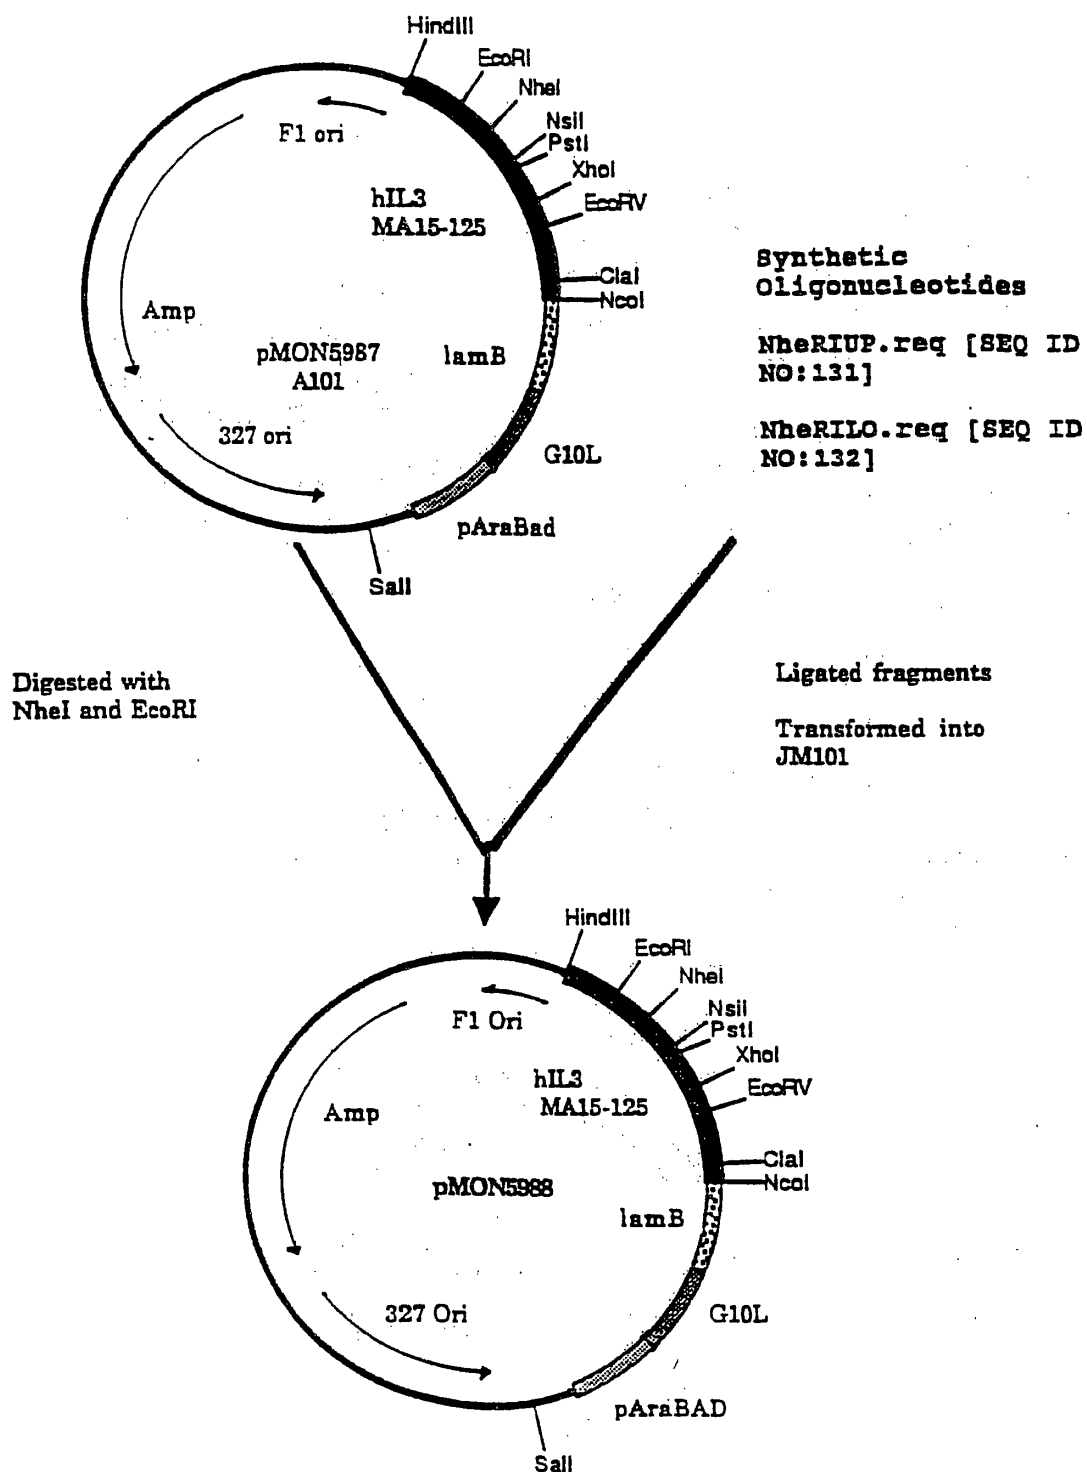 HindIII
EcoRI
NheI
NsiI
PstI
XhoI
EcoRV
ClaI
NcoI
F1 ori
hIL3
MA15-125
Amp
pMON5987
A101
lamB
327 ori
G10L
pAraBad
SalI
Synthetic
Oligonucleotides
NheRIUP.req [SEQ ID
NO:131]
NheRILO.req [SEQ ID
NO:132]
Digested with
NheI and EcoRI
Ligated fragments
Transformed into
JM101
HindIII
EcoRI
NheI
NsiI
PstI
XhoI
EcoRV
ClaI
NcoI
F1 Ori
hIL3
MA15-125
Amp
pMON5988
lamB
327 Ori
G10L
pAraBAD
SalI